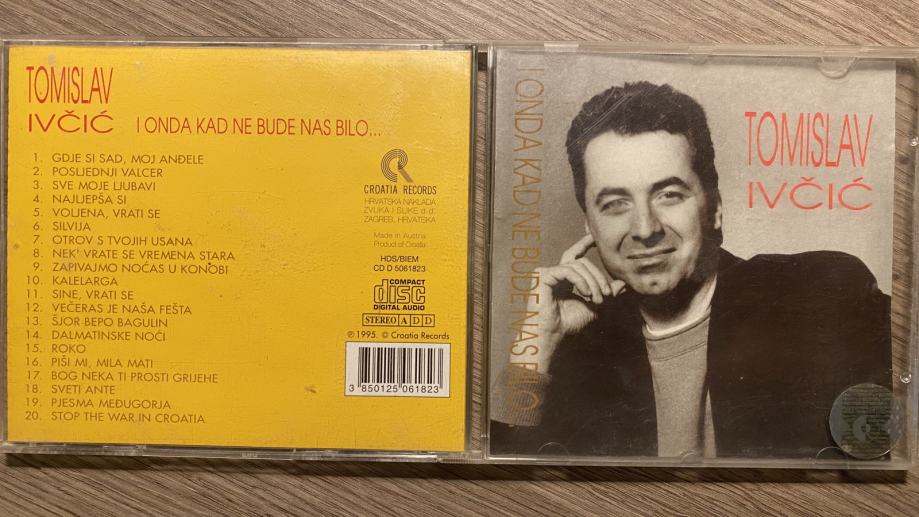 TOMISLAV
IVČIĆ
I ONDA KAD NE BUDE NAS BILO...
1. GDJE SI SAD, MOJ ANĐELE
2. POSLJEDNJI VALCER
3. SVE MOJE LJUBAVI
4. NAJLJEPŠA SI
5. VOLJENA, VRATI SE
6. SILVIJA
7. OTROV S TVOJIH USANA
8. NEK' VRATE SE VREMENA STARA
9. ZAPIVAJMO NOĆAS U KONOBI
10. KALELARGA
11. SINE, VRATI SE
12. VEČERAS JE NAŠA FEŠTA
13. ŠJOR BEPO BAGULIN
14. DALMATINSKE NOĆI
15. ROKO
16. PIŠI MI, MILA MATI
17. BOG NEKA TI PROSTI GRIJEHE
18. SVETI ANTE
19. PJESMA MEĐUGORJA
20. STOP THE WAR IN CROATIA
CROATIA RECORDS
HRVATSKA NAKLADA
ZVUKA I SLIKE d.d.
ZAGREB, HRVATSKA
Made in Austria
Product of Croatia
HDS/BIEM
CD D 5061823
COMPACT
disc
DIGITAL AUDIO
STEREO A D D
℗ 1995. © Croatia Records
3 850125 061823
I ONDA KAD NE BUDE NAS BILO...
TOMISLAV
IVČIĆ